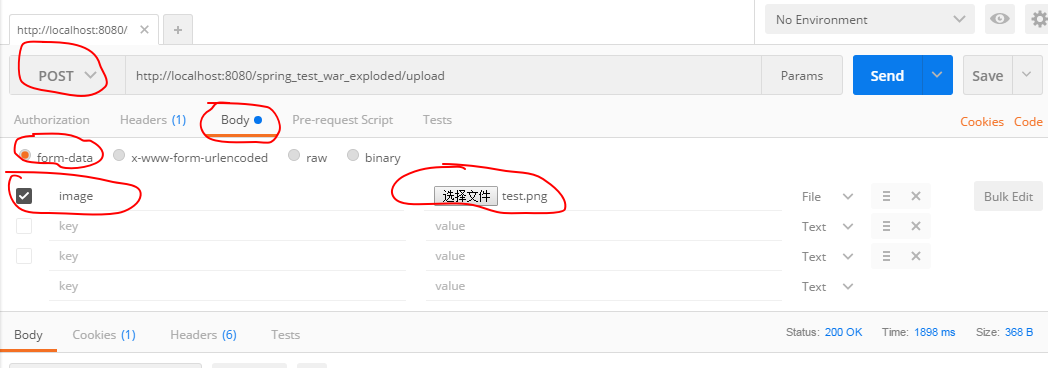 http://localhost:8080/ No Environment
POST http://localhost:8080/spring_test_war_exploded/upload Params Send Save
Authorization Headers (1) Body Pre-request Script Tests Cookies Code
form-data x-www-form-urlencoded raw binary
image 选择文件 test.png File Bulk Edit
key value Text
key value Text
key value Text
Body Cookies (1) Headers (6) Tests Status: 200 OK Time: 1898 ms Size: 368 B